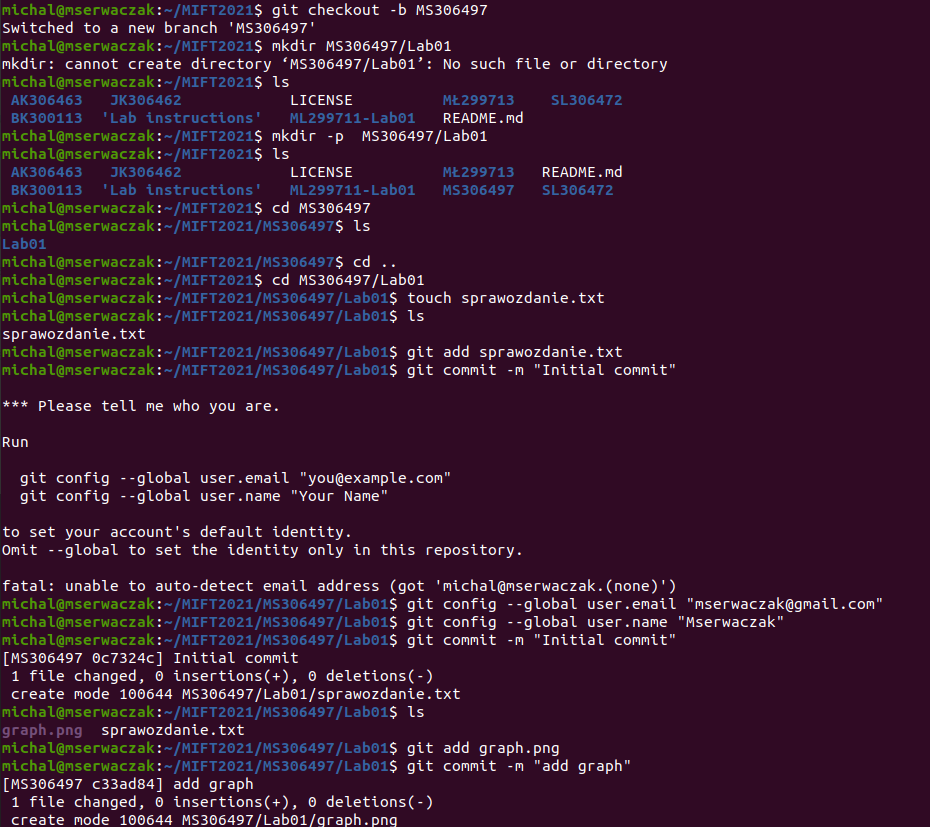 michal@mserwaczak:~/MIFT2021$ git checkout -b MS306497
Switched to a new branch 'MS306497'
michal@mserwaczak:~/MIFT2021$ mkdir MS306497/Lab01
mkdir: cannot create directory ‘MS306497/Lab01’: No such file or directory
michal@mserwaczak:~/MIFT2021$ ls
 AK306463   JK306462            LICENSE          MŁ299713    SL306472
 BK300113  'Lab instructions'   ML299711-Lab01   README.md
michal@mserwaczak:~/MIFT2021$ mkdir -p  MS306497/Lab01
michal@mserwaczak:~/MIFT2021$ ls
 AK306463   JK306462            LICENSE          MŁ299713   README.md
 BK300113  'Lab instructions'   ML299711-Lab01   MS306497   SL306472
michal@mserwaczak:~/MIFT2021$ cd MS306497
michal@mserwaczak:~/MIFT2021/MS306497$ ls
Lab01
michal@mserwaczak:~/MIFT2021/MS306497$ cd ..
michal@mserwaczak:~/MIFT2021$ cd MS306497/Lab01
michal@mserwaczak:~/MIFT2021/MS306497/Lab01$ touch sprawozdanie.txt
michal@mserwaczak:~/MIFT2021/MS306497/Lab01$ ls
sprawozdanie.txt
michal@mserwaczak:~/MIFT2021/MS306497/Lab01$ git add sprawozdanie.txt
michal@mserwaczak:~/MIFT2021/MS306497/Lab01$ git commit -m "Initial commit"

*** Please tell me who you are.

Run

  git config --global user.email "you@example.com"
  git config --global user.name "Your Name"

to set your account's default identity.
Omit --global to set the identity only in this repository.

fatal: unable to auto-detect email address (got 'michal@mserwaczak.(none)')
michal@mserwaczak:~/MIFT2021/MS306497/Lab01$ git config --global user.email "mserwaczak@gmail.com"
michal@mserwaczak:~/MIFT2021/MS306497/Lab01$ git config --global user.name "Mserwaczak"
michal@mserwaczak:~/MIFT2021/MS306497/Lab01$ git commit -m "Initial commit"
[MS306497 0c7324c] Initial commit
 1 file changed, 0 insertions(+), 0 deletions(-)
 create mode 100644 MS306497/Lab01/sprawozdanie.txt
michal@mserwaczak:~/MIFT2021/MS306497/Lab01$ ls
graph.png  sprawozdanie.txt
michal@mserwaczak:~/MIFT2021/MS306497/Lab01$ git add graph.png
michal@mserwaczak:~/MIFT2021/MS306497/Lab01$ git commit -m "add graph"
[MS306497 c33ad84] add graph
 1 file changed, 0 insertions(+), 0 deletions(-)
 create mode 100644 MS306497/Lab01/graph.png